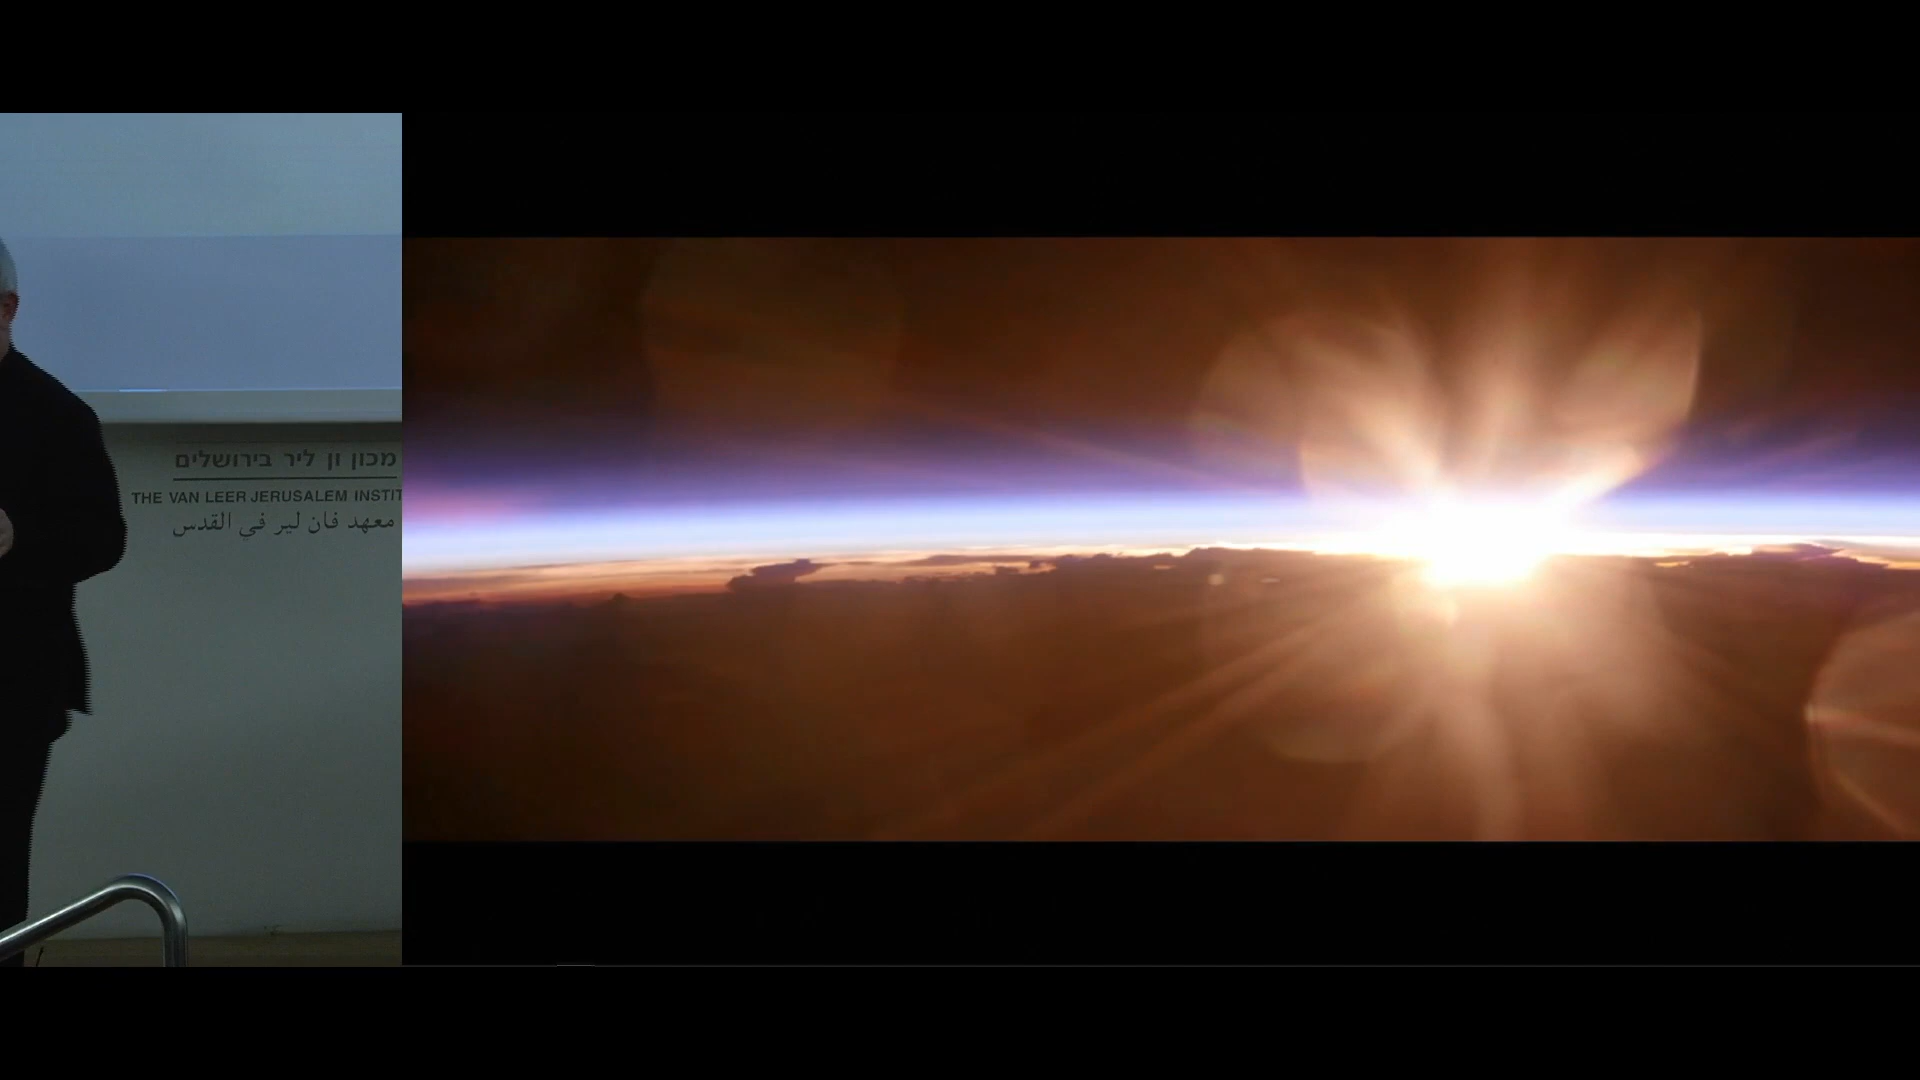 מכון ון ליר בירושלים
THE VAN LEER JERUSALEM INSTIT
معهد فان لير في القدس